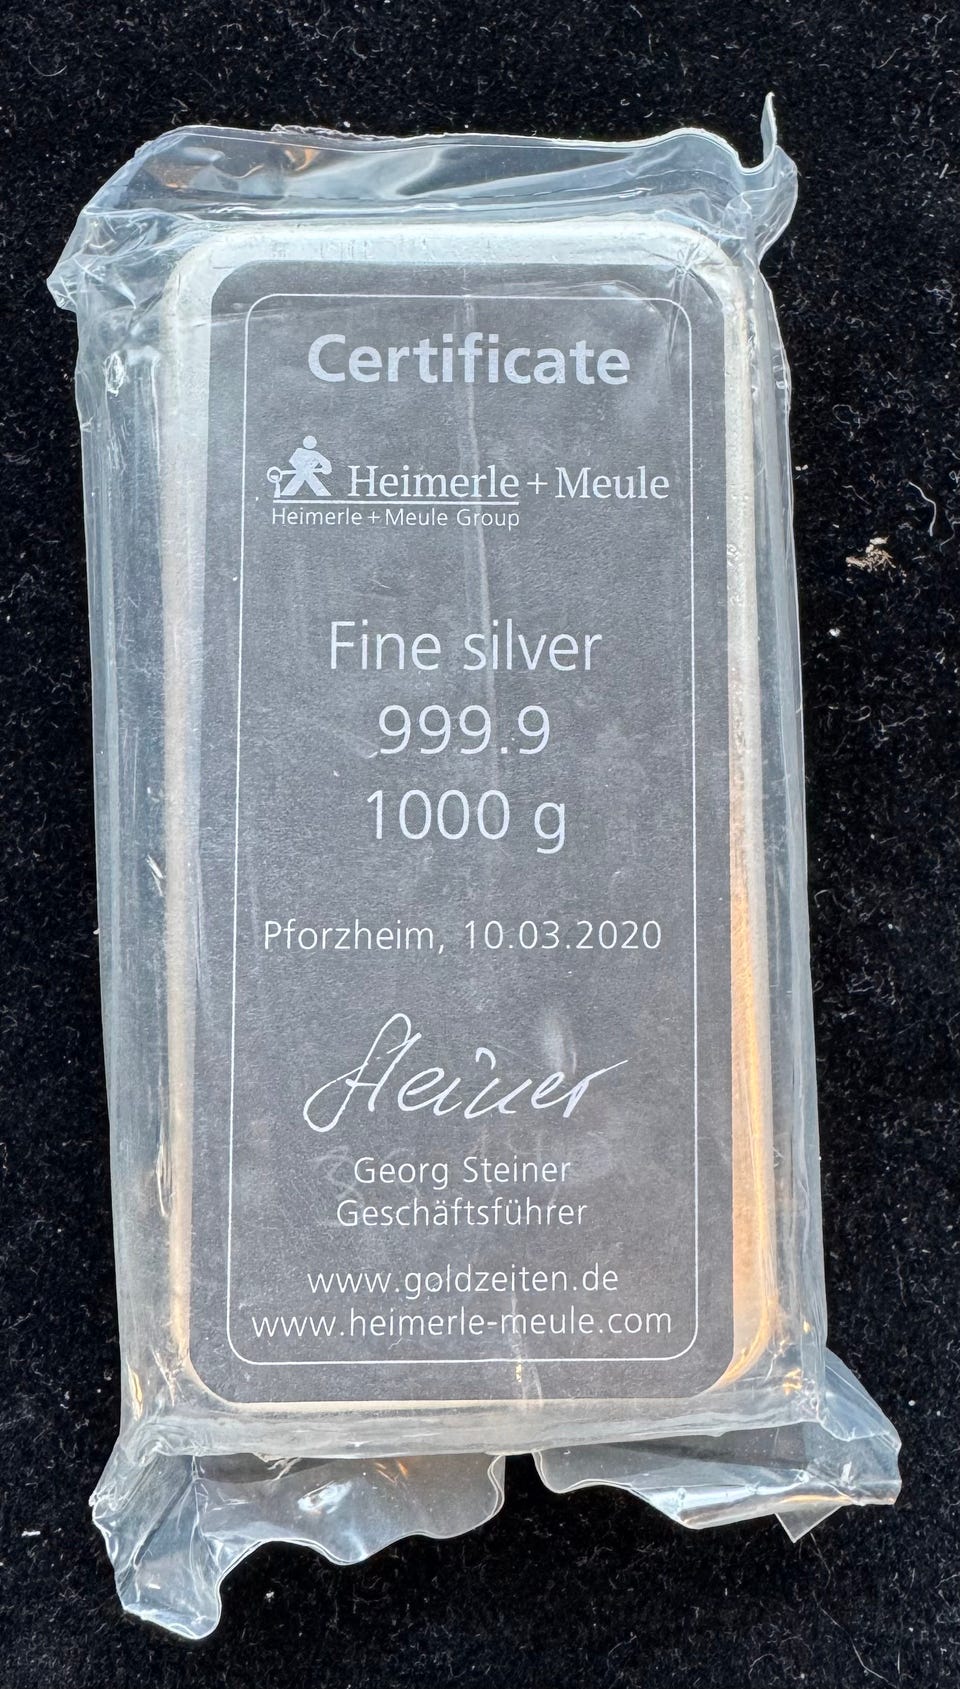 Certificate
Heimerle + Meule
Heimerle + Meule Group
Fine silver
999.9
1000 g
Pforzheim, 10.03.2020
Steiner
Georg Steiner
Geschäftsführer
www.goldzeiten.de
www.heimerle-meule.com